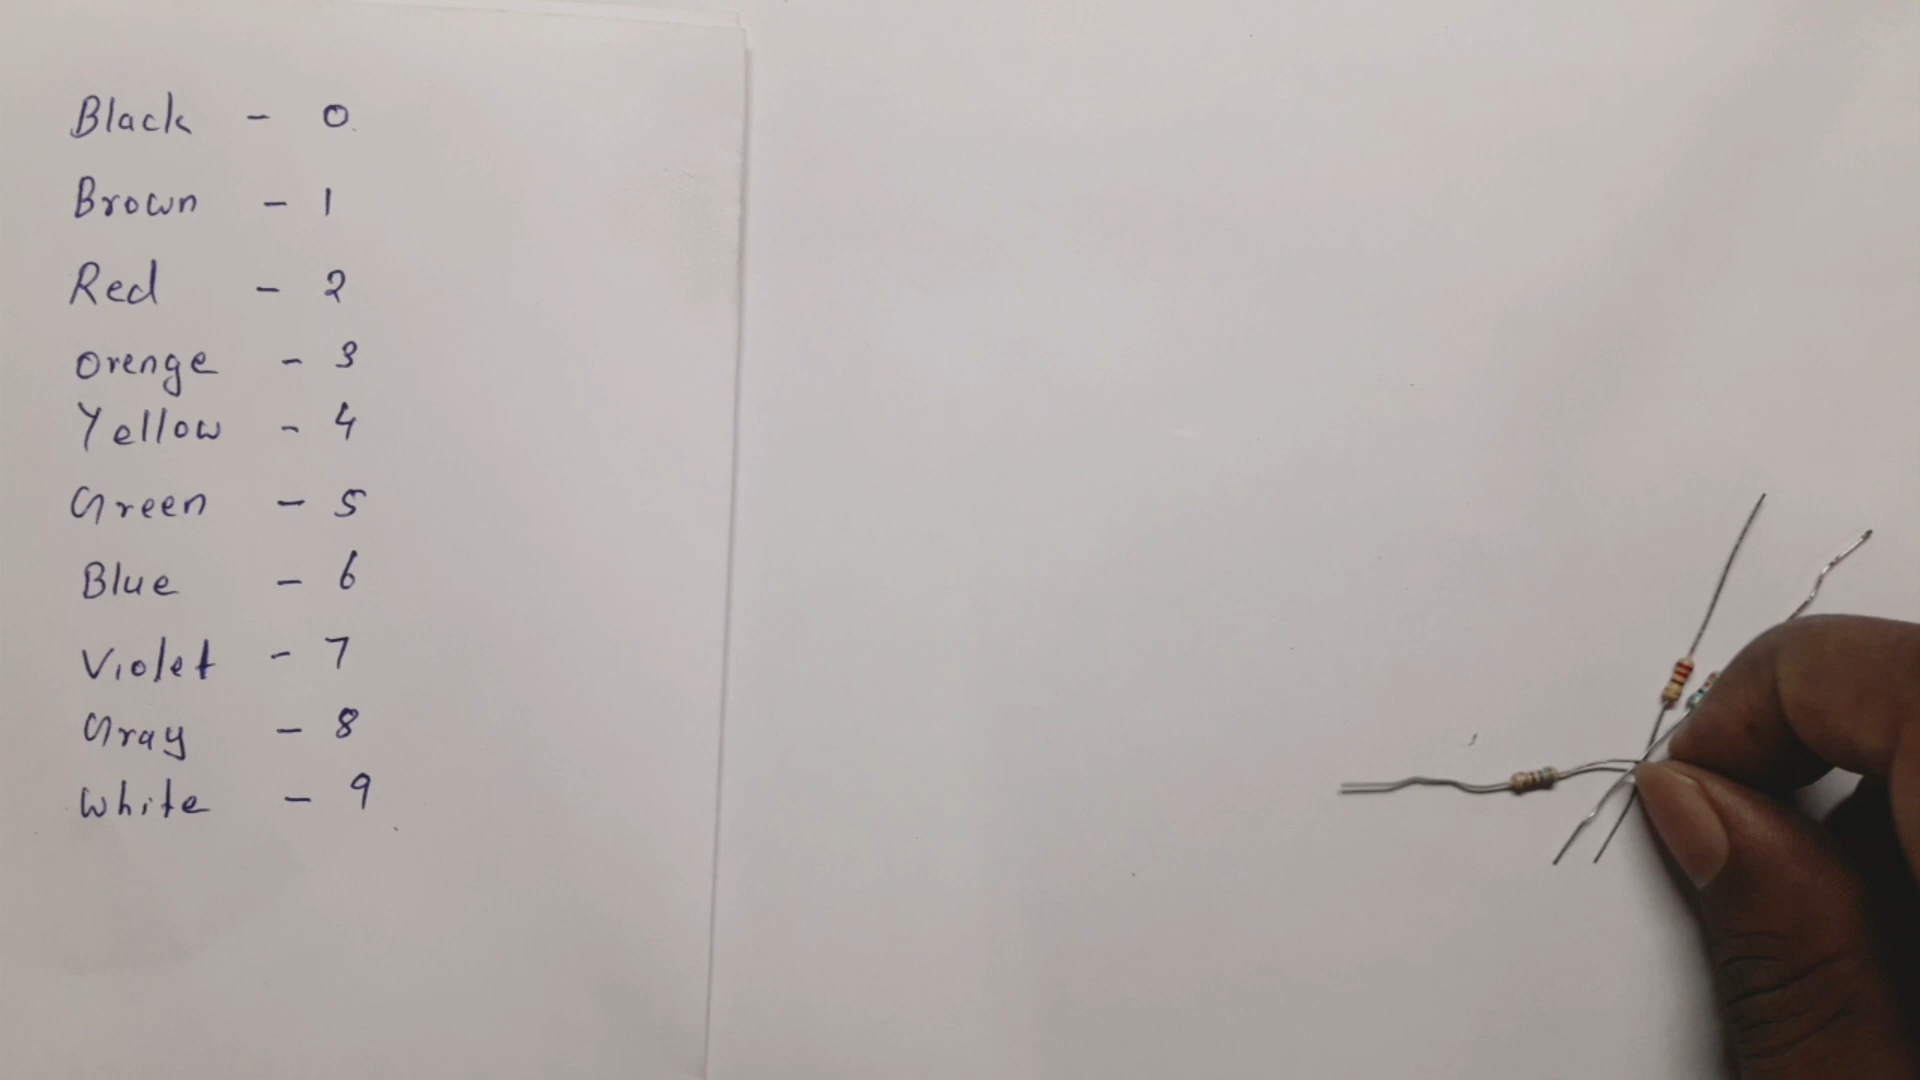 Black - 0
Brown - 1
Red - 2
Orenge - 3
Yellow - 4
Green - 5
Blue - 6
Violet - 7
Gray - 8
White - 9